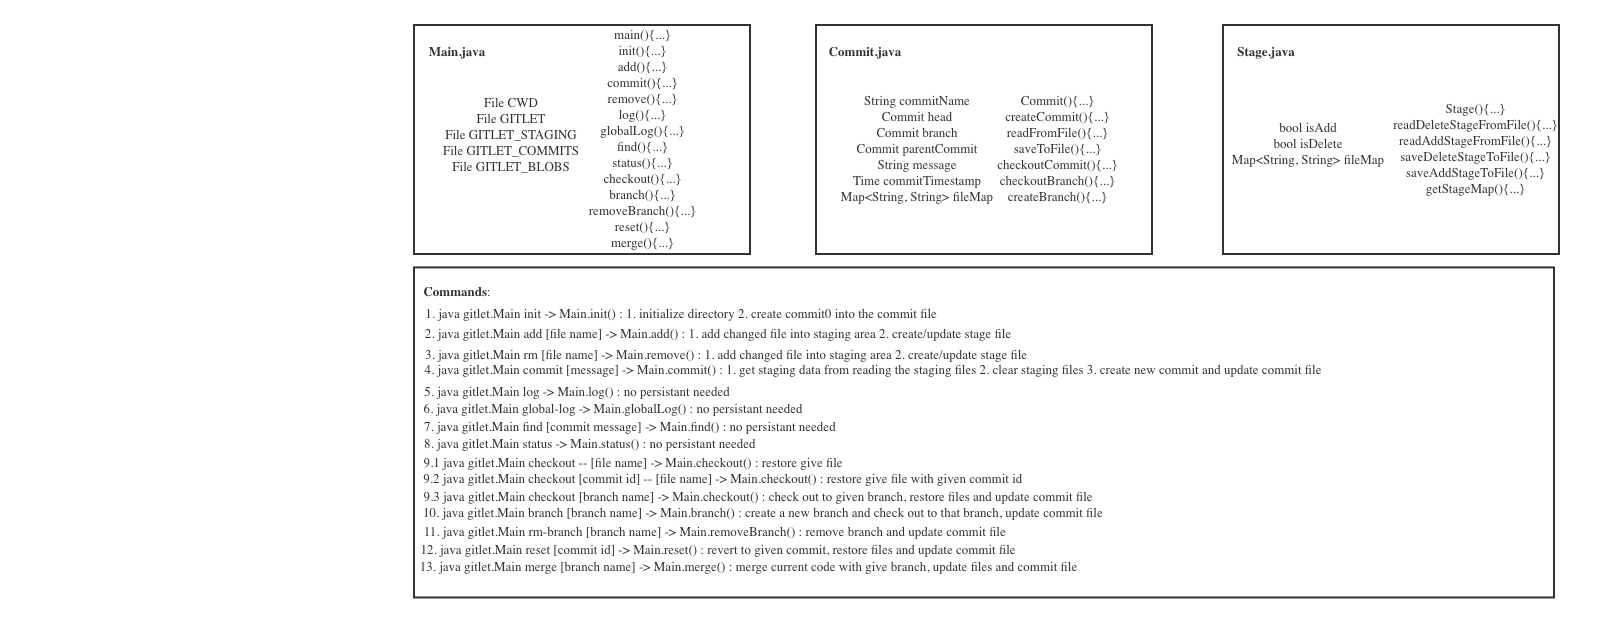 Main.java
File CWD
File GITLET
File GITLET_STAGING
File GITLET_COMMITS
File GITLET_BLOBS
main(){...}
init(){...}
add(){...}
commit(){...}
remove(){...}
log(){...}
globalLog(){...}
find(){...}
status(){...}
checkout(){...}
branch(){...}
removeBranch(){...}
reset(){...}
merge(){...}
Commit.java
String commitName
Commit head
Commit branch
Commit parentCommit
String message
Time commitTimestamp
Map<String, String> fileMap
Commit(){...}
createCommit(){...}
readFromFile(){...}
saveToFile(){...}
checkoutCommit(){...}
checkoutBranch(){...}
createBranch(){...}
Stage.java
bool isAdd
bool isDelete
Map<String, String> fileMap
Stage(){...}
readDeleteStageFromFile(){...}
readAddStageFromFile(){...}
saveDeleteStageToFile(){...}
saveAddStageToFile(){...}
getStageMap(){...}
Commands:
1. java gitlet.Main init -> Main.init() : 1. initialize directory 2. create commit0 into the commit file
2. java gitlet.Main add [file name] -> Main.add() : 1. add changed file into staging area 2. create/update stage file
3. java gitlet.Main rm [file name] -> Main.remove() : 1. add changed file into staging area 2. create/update stage file
4. java gitlet.Main commit [message] -> Main.commit() : 1. get staging data from reading the staging files 2. clear staging files 3. create new commit and update commit file
5. java gitlet.Main log -> Main.log() : no persistant needed
6. java gitlet.Main global-log -> Main.globalLog() : no persistant needed
7. java gitlet.Main find [commit message] -> Main.find() : no persistant needed
8. java gitlet.Main status -> Main.status() : no persistant needed
9.1 java gitlet.Main checkout -- [file name] -> Main.checkout() : restore give file
9.2 java gitlet.Main checkout [commit id] -- [file name] -> Main.checkout() : restore give file with given commit id
9.3 java gitlet.Main checkout [branch name] -> Main.checkout() : check out to given branch, restore files and update commit file
10. java gitlet.Main branch [branch name] -> Main.branch() : create a new branch and check out to that branch, update commit file
11. java gitlet.Main rm-branch [branch name] -> Main.removeBranch() : remove branch and update commit file
12. java gitlet.Main reset [commit id] -> Main.reset() : revert to given commit, restore files and update commit file
13. java gitlet.Main merge [branch name] -> Main.merge() : merge current code with give branch, update files and commit file